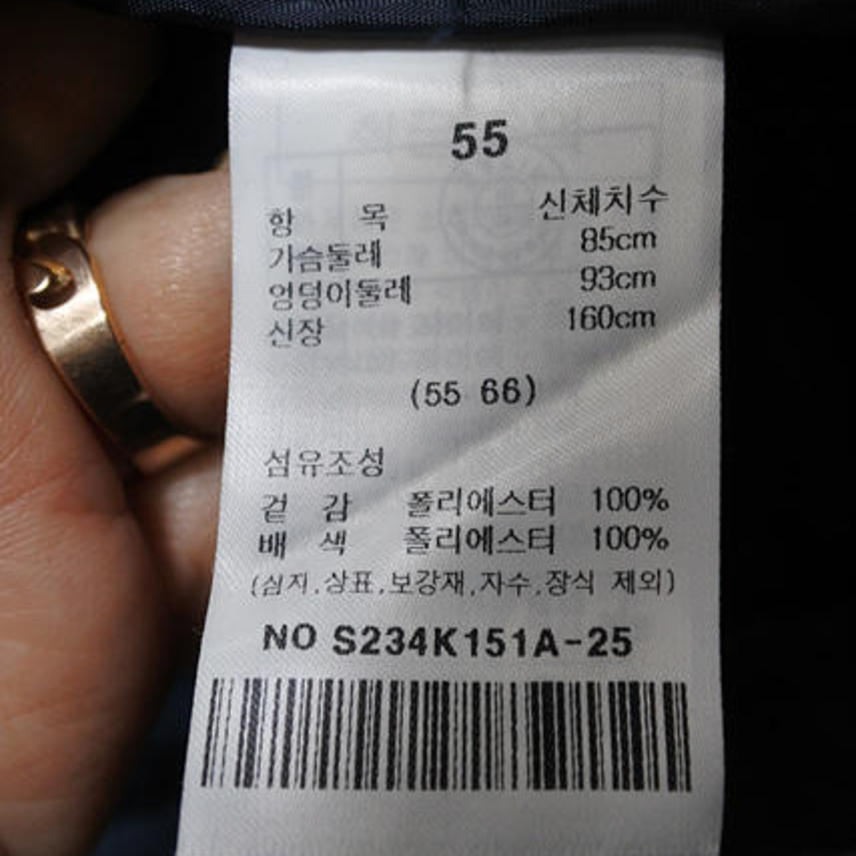 55
항 목 신체치수
가슴둘레 85cm
엉덩이둘레 93cm
신장 160cm
(55 66)
섬유조성
겉 감 폴리에스터 100%
배 색 폴리에스터 100%
(심지,상표,보강재,자수,장식 제외)
NO S234K151A-25